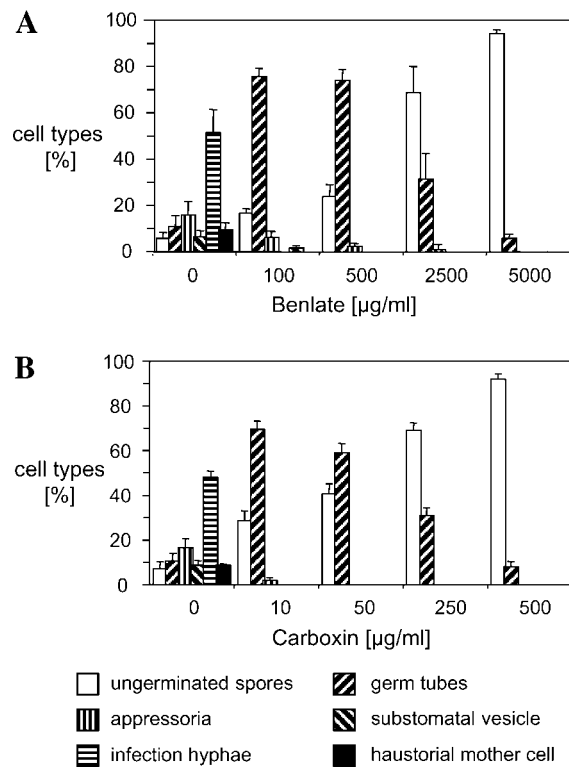 A
100
80
60
40
20
0
cell types
[%]
0 100 500 2500 5000
Benlate [µg/ml]
B
100
80
60
40
20
0
cell types
[%]
0 10 50 250 500
Carboxin [µg/ml]
ungerminated spores germ tubes
appressoria substomatal vesicle
infection hyphae haustorial mother cell